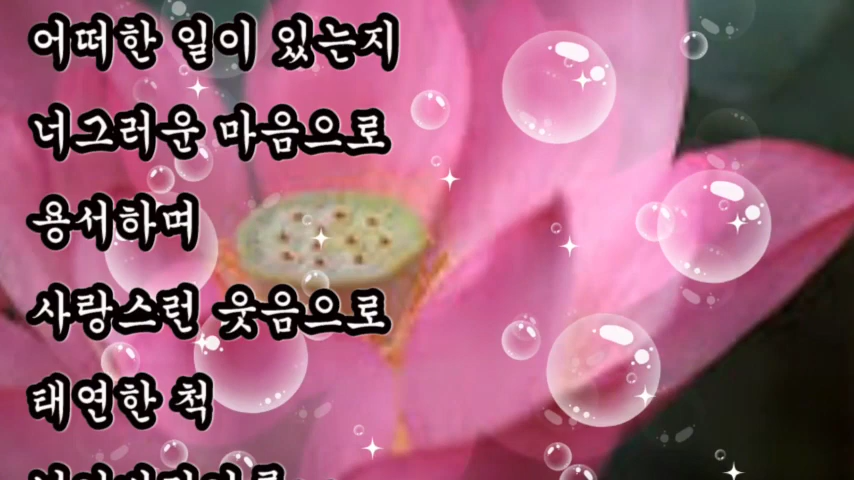 어떠한 일이 있는지
너그러운 마음으로
용서하며
사랑스런 웃음으로
태연한 척